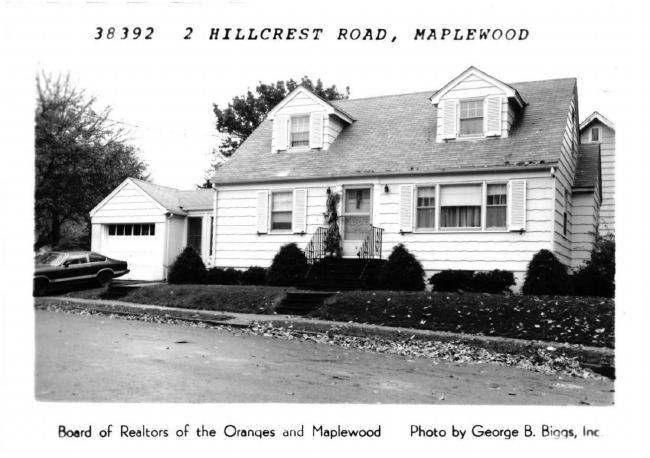 38392 2 HILLCREST ROAD, MAPLEWOOD
Board of Realtors of the Oranges and Maplewood Photo by George B. Biggs, Inc.